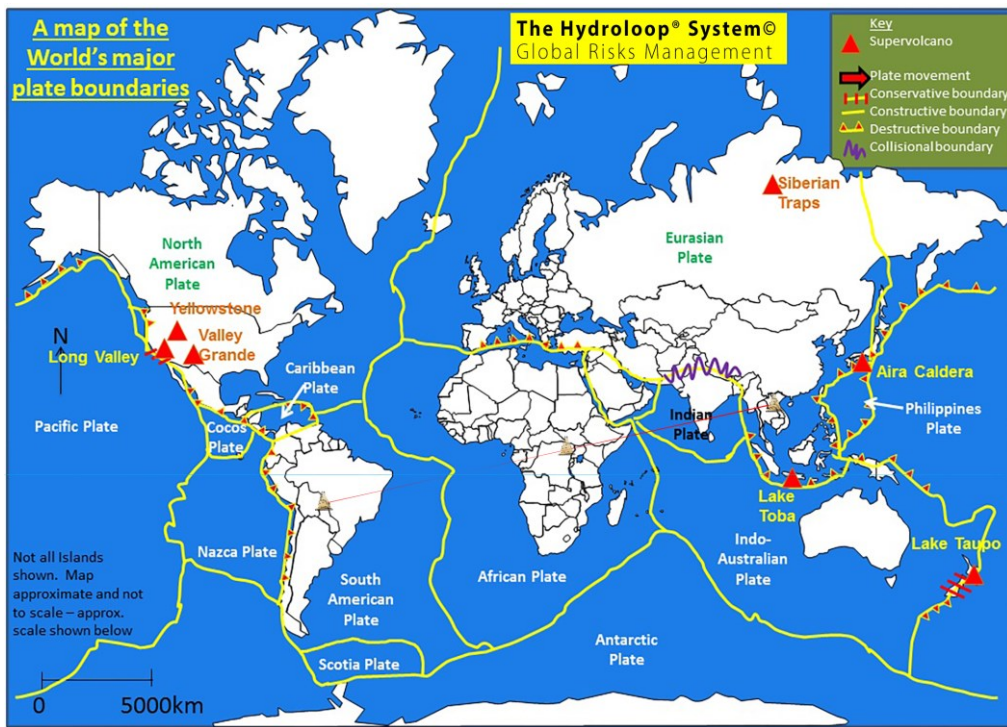 A map of the
World's major
plate boundaries
The Hydroloop® System©
Global Risks Management
Key
Supervolcano
Plate movement
Conservative boundary
Constructive boundary
Destructive boundary
Collisional boundary
Siberian
Traps
North
American
Plate
Eurasian
Plate
Yellowstone
Valley
Grande
Long Valley
N
Caribbean
Plate
Aira Caldera
Pacific Plate
Cocos
Plate
Indian
Plate
Philippines
Plate
Lake
Toba
Lake Taupo
Nazca Plate
Indo-
Australian
Plate
Not all Islands
shown. Map
approximate and not
to scale – approx.
scale shown below
South
American
Plate
African Plate
Antarctic
Plate
Scotia Plate
0
5000km